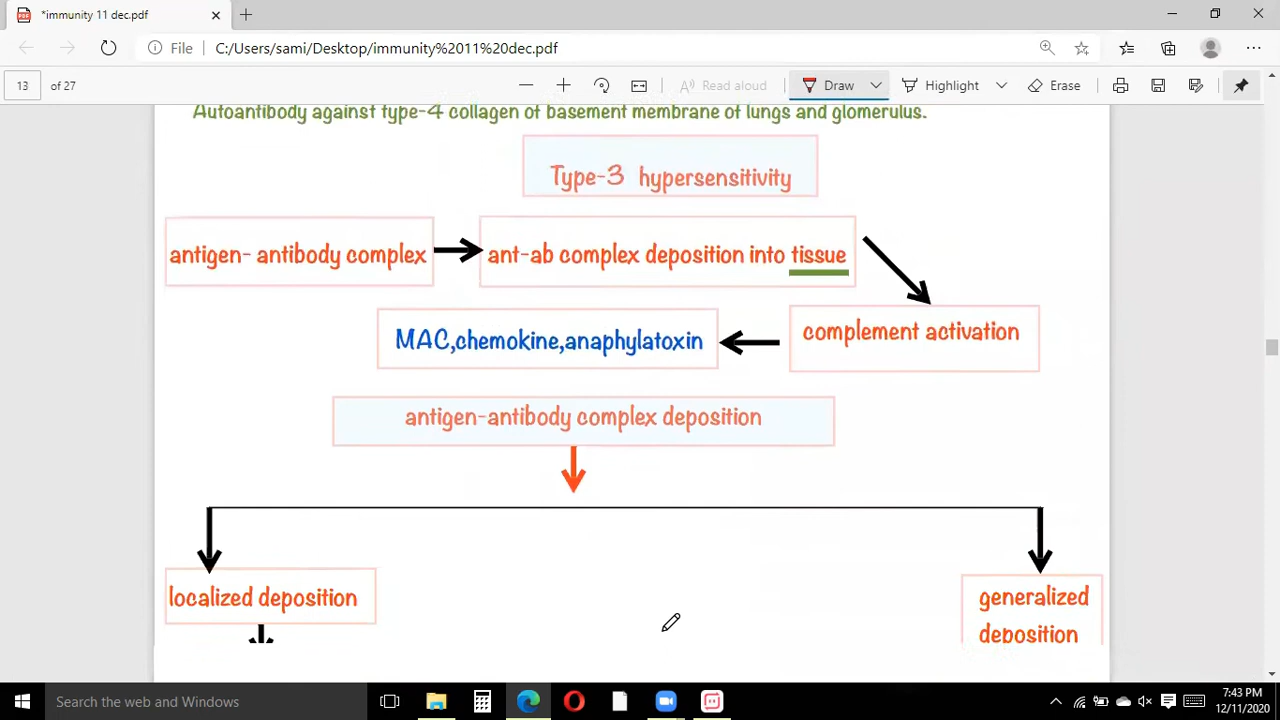 *immunity 11 dec.pdf
File
C:/Users/sami/Desktop/immunity%2011%20dec.pdf
13 of 27
Read aloud
Draw
Highlight
Erase
Autoantibody against type-4 collagen of basement membrane of lungs and glomerulus.
Type-3 hypersensitivity
antigen- antibody complex
ant-ab complex deposition into tissue
complement activation
MAC,chemokine,anaphylatoxin
antigen-antibody complex deposition
localized deposition
generalized
deposition
Search the web and Windows
7:43 PM
12/11/2020